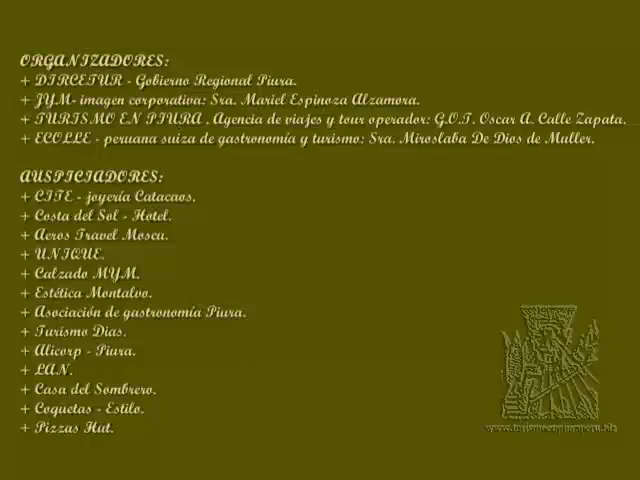 ORGANIZADORES:
+ DIRCETUR - Gobierno Regional Piura.
+ JYM- imagen corporativa: Sra. Mariel Espinoza Alzamora.
+ TURISMO EN PIURA . Agencia de viajes y tour operador: G.O.T. Oscar A. Calle Zapata.
+ ECOLLE - peruana suiza de gastronomía y turismo: Sra. Miroslaba De Dios de Muller.
AUSPICIADORES:
+ CITE - joyería Catacaos.
+ Costa del Sol - Hotel.
+ Aeros Travel Moscu.
+ UNIQUE.
+ Calzado MYM.
+ Estética Montalvo.
+ Asociación de gastronomía Piura.
+ Turismo Dias.
+ Alicorp - Piura.
+ LAN.
+ Casa del Sombrero.
+ Coquetas - Estilo.
+ Pizzas Hut.